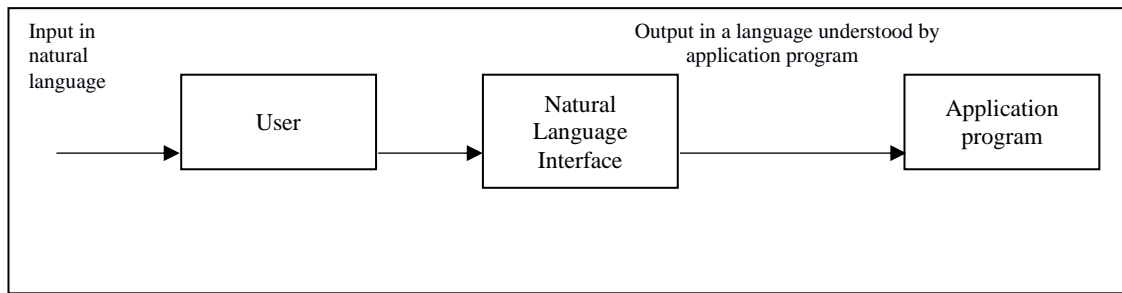 Input in
natural
language
Output in a language understood by
application program
User
Natural
Language
Interface
Application
program